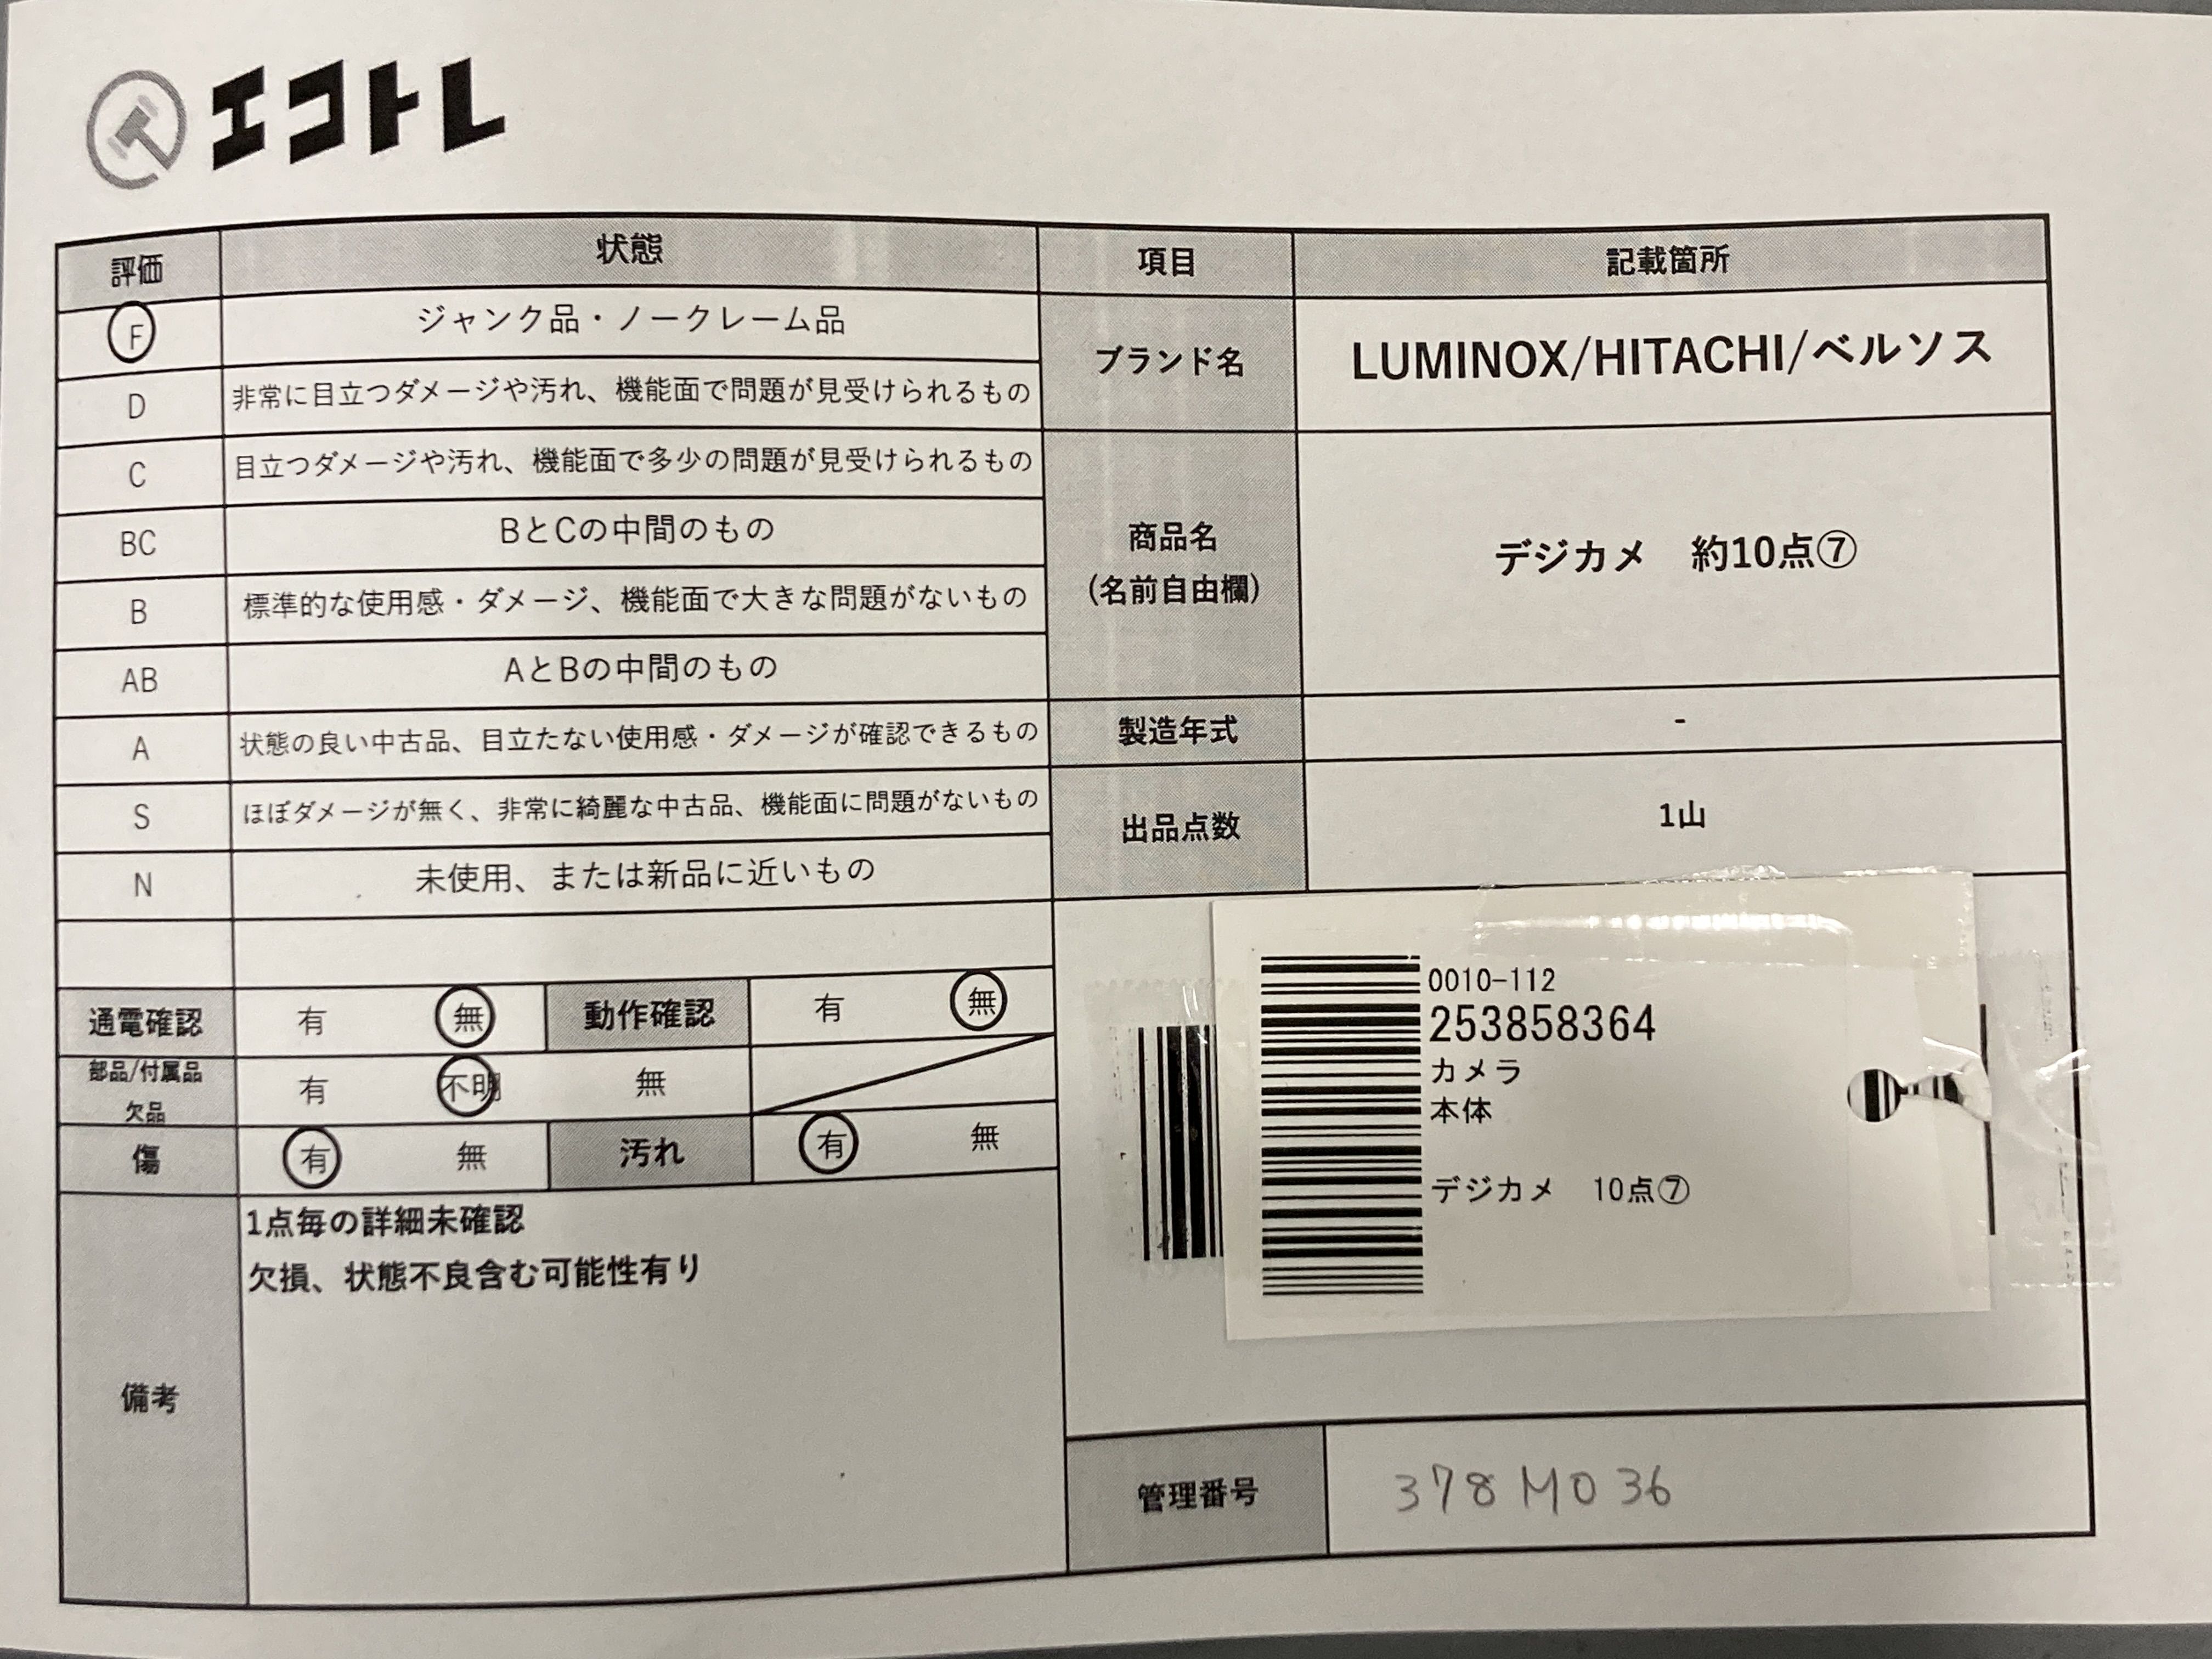 エコトレ
評価 状態 項目 記載箇所
F ジャンク品・ノークレーム品
D 非常に目立つダメージや汚れ、機能面で問題が見受けられるもの
C 目立つダメージや汚れ、機能面で多少の問題が見受けられるもの
BC BとCの中間のもの
B 標準的な使用感・ダメージ、機能面で大きな問題がないもの
AB AとBの中間のもの
A 状態の良い中古品、目立たない使用感・ダメージが確認できるもの
S ほぼダメージが無く、非常に綺麗な中古品、機能面に問題がないもの
N 未使用、または新品に近いもの
通電確認 有 無 動作確認 有 無
部品/付属品
欠品 有 不明 無
傷 有 無 汚れ 有 無
備考
1点毎の詳細未確認
欠損、状態不良含む可能性有り
ブランド名 LUMINOX/HITACHI/ベルソス
商品名
(名前自由欄)
デジカメ 約10点⑦
製造年式 -
出品点数 1山
0010-112
253858364
カメラ
本体
デジカメ 10点⑦
管理番号 378M036